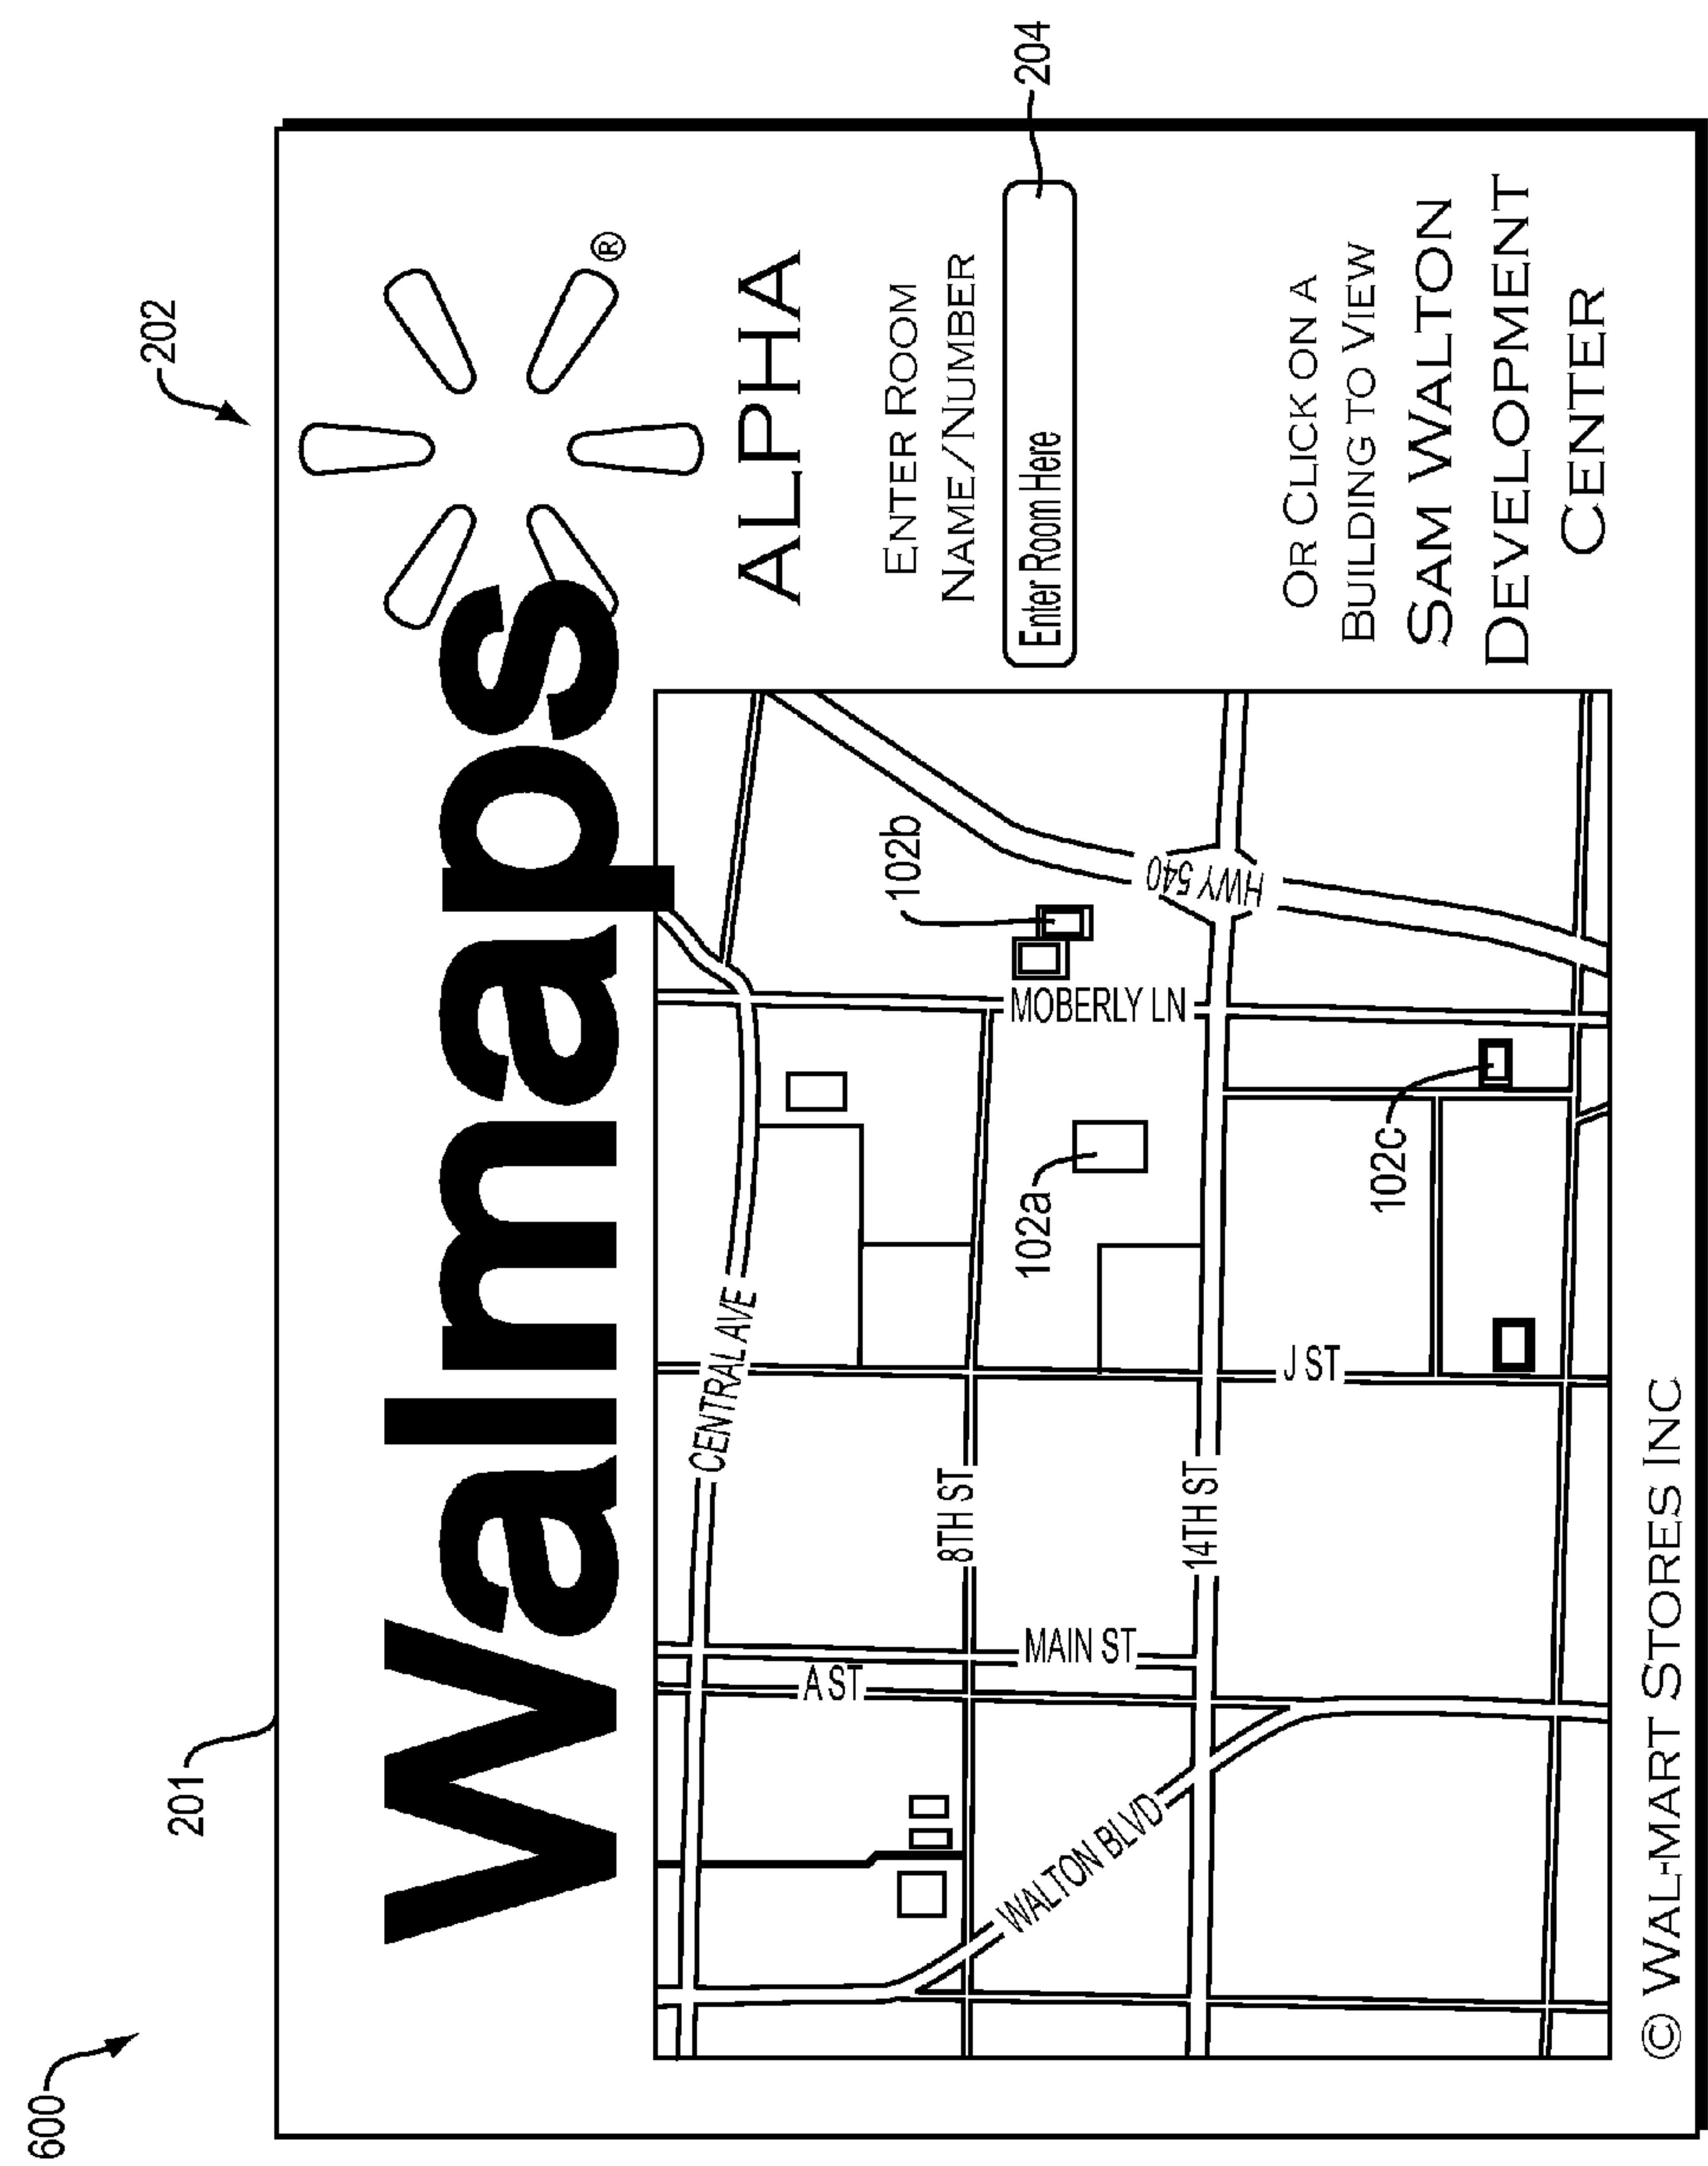 600
201
202
Walmaps
®
ALPHA
ENTER ROOM
NAME/NUMBER
Enter Room Here
204
OR CLICK ON A
BUILDING TO VIEW
SAM WALTON
DEVELOPMENT
CENTER
CENTRAL AVE
A ST
MAIN ST
8TH ST
14TH ST
WALTON BLVD
J ST
MOBERLY LN
HWY 540
102a
102b
102c
© WAL-MART STORES INC